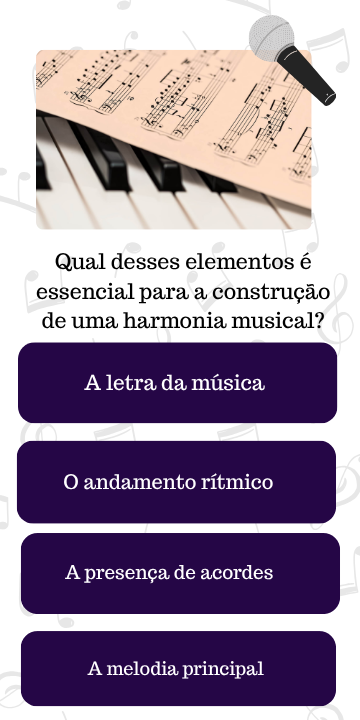 Qual desses elementos é
essencial para a construção
de uma harmonia musical?
A letra da música
O andamento rítmico
A presença de acordes
A melodia principal